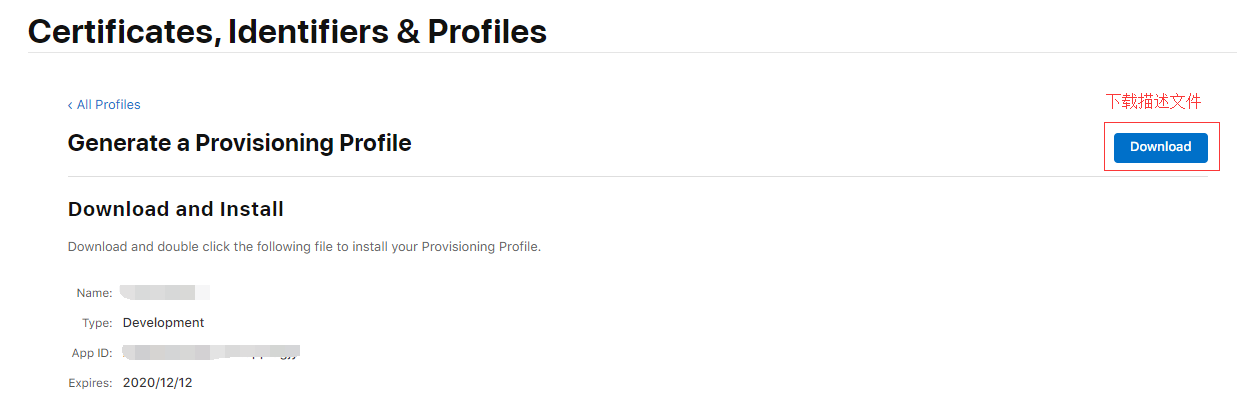 Certificates, Identifiers & Profiles
‹ All Profiles
下载描述文件
Generate a Provisioning Profile
Download
Download and Install
Download and double click the following file to install your Provisioning Profile.
Name:
Type: Development
App ID:
Expires: 2020/12/12